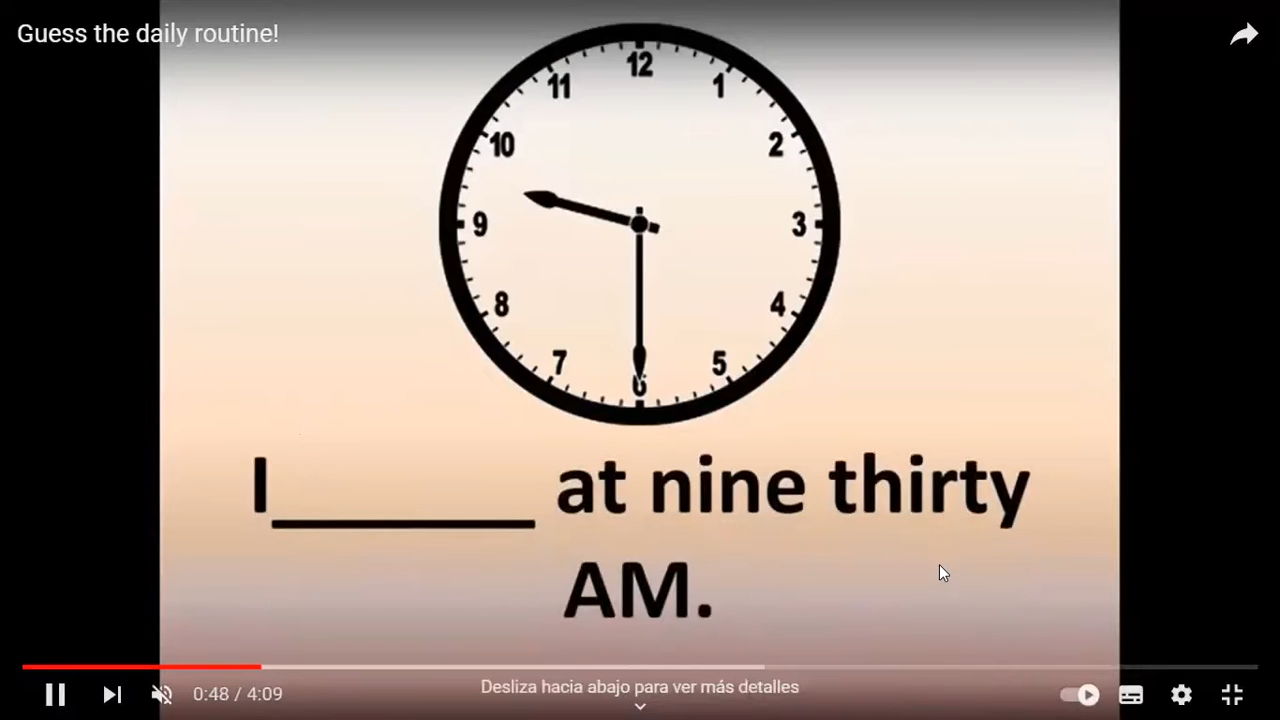 Guess the daily routine!
12
11
1
10
2
9
3
8
4
7
5
6
I______ at nine thirty
AM.
0:48 / 4:09
Desliza hacia abajo para ver más detalles